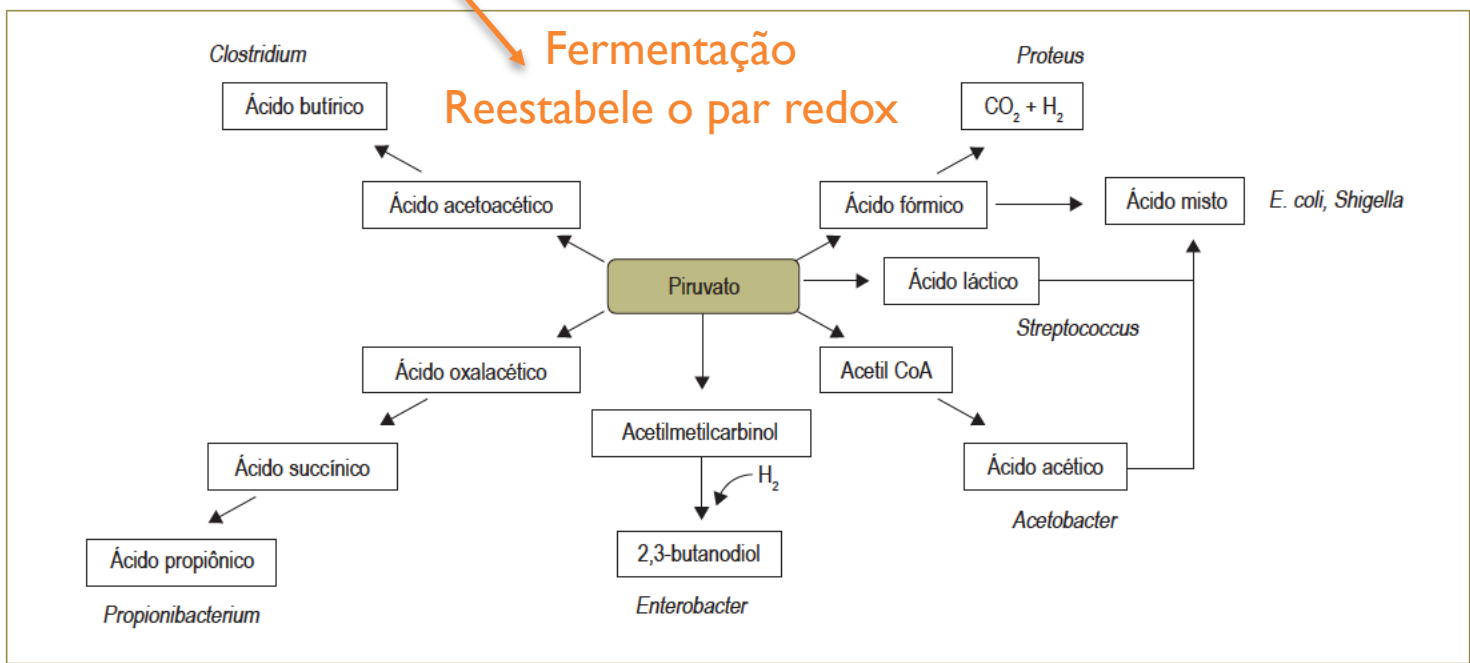 Fermentação
Reestabele o par redox
Clostridium
Proteus
Ácido butírico
CO₂ + H₂
Ácido acetoacético
Ácido fórmico
Ácido misto
E. coli, Shigella
Piruvato
Ácido láctico
Streptococcus
Ácido oxalacético
Acetil CoA
Acetilmetilcarbinol
Ácido succínico
H₂
Ácido acético
Acetobacter
Ácido propiônico
2,3-butanodiol
Propionibacterium
Enterobacter